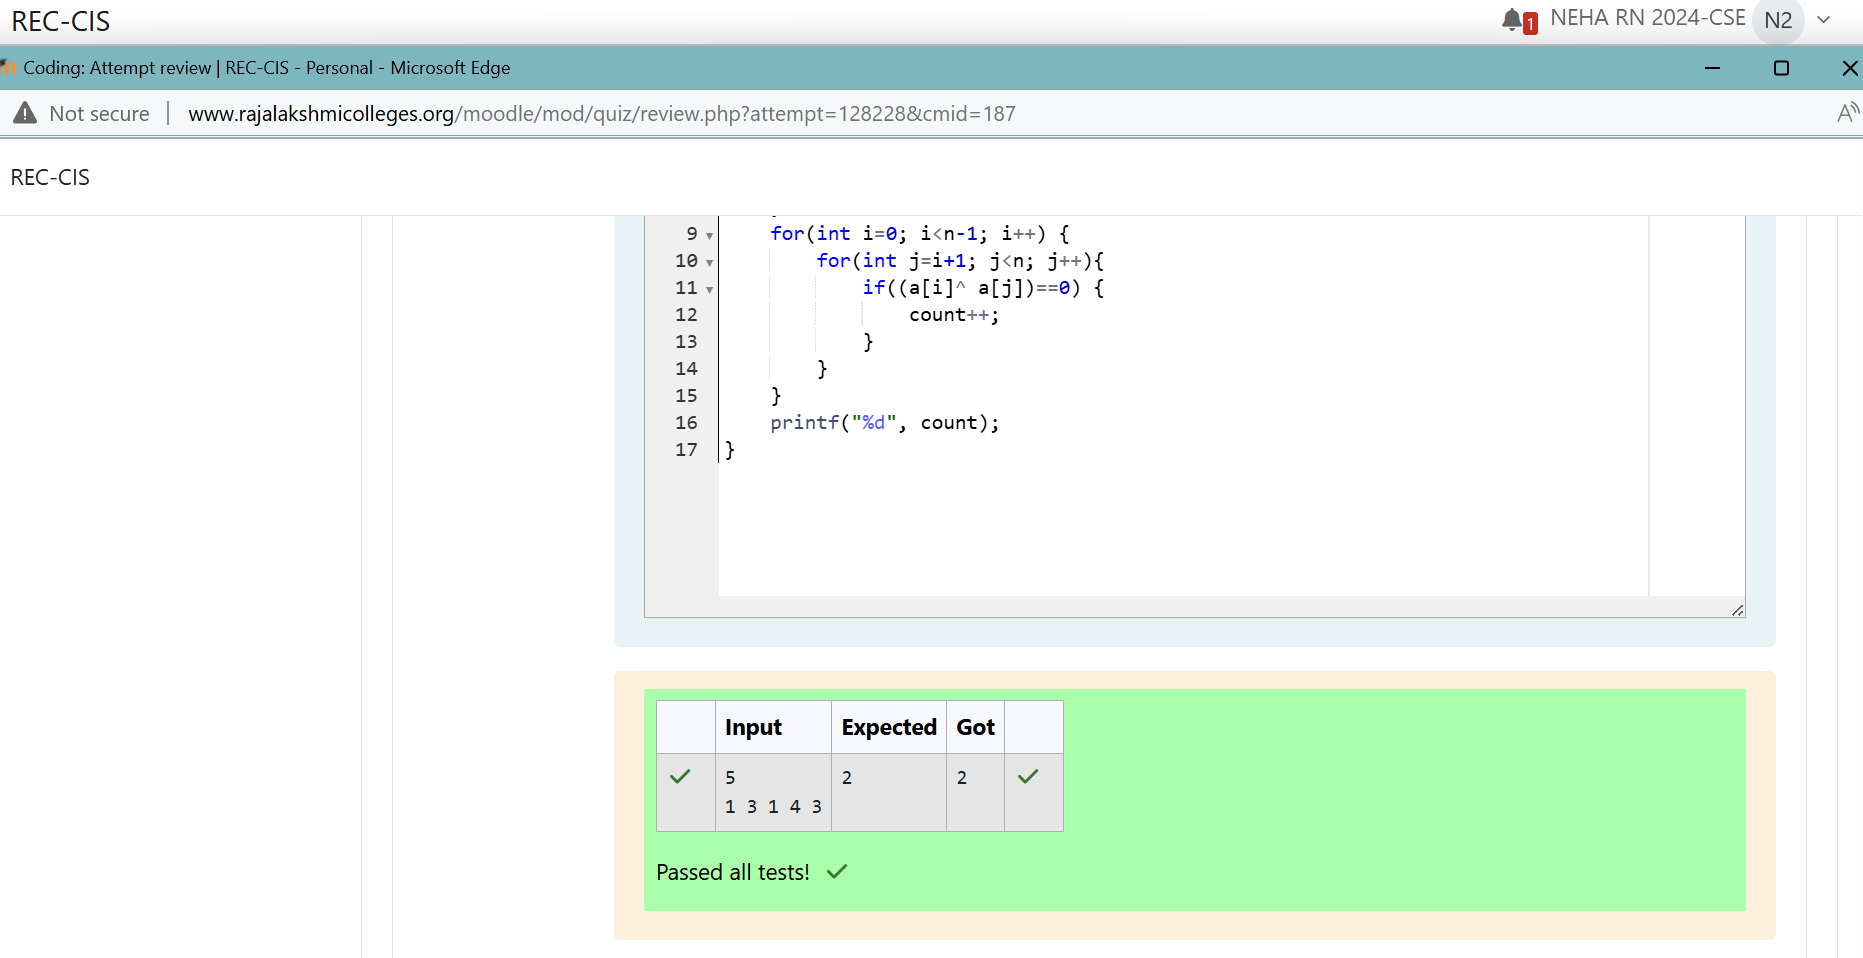 REC-CIS
1 NEHA RN 2024-CSE N2
Coding: Attempt review | REC-CIS - Personal - Microsoft Edge
Not secure | www.rajalakshmicolleges.org/moodle/mod/quiz/review.php?attempt=128228&cmid=187
REC-CIS
9 for(int i=0; i<n-1; i++) {
10 for(int j=i+1; j<n; j++){
11 if((a[i]^ a[j])==0) {
12 count++;
13 }
14 }
15 }
16 printf("%d", count);
17 }
Input Expected Got
5 2 2
1 3 1 4 3
Passed all tests!